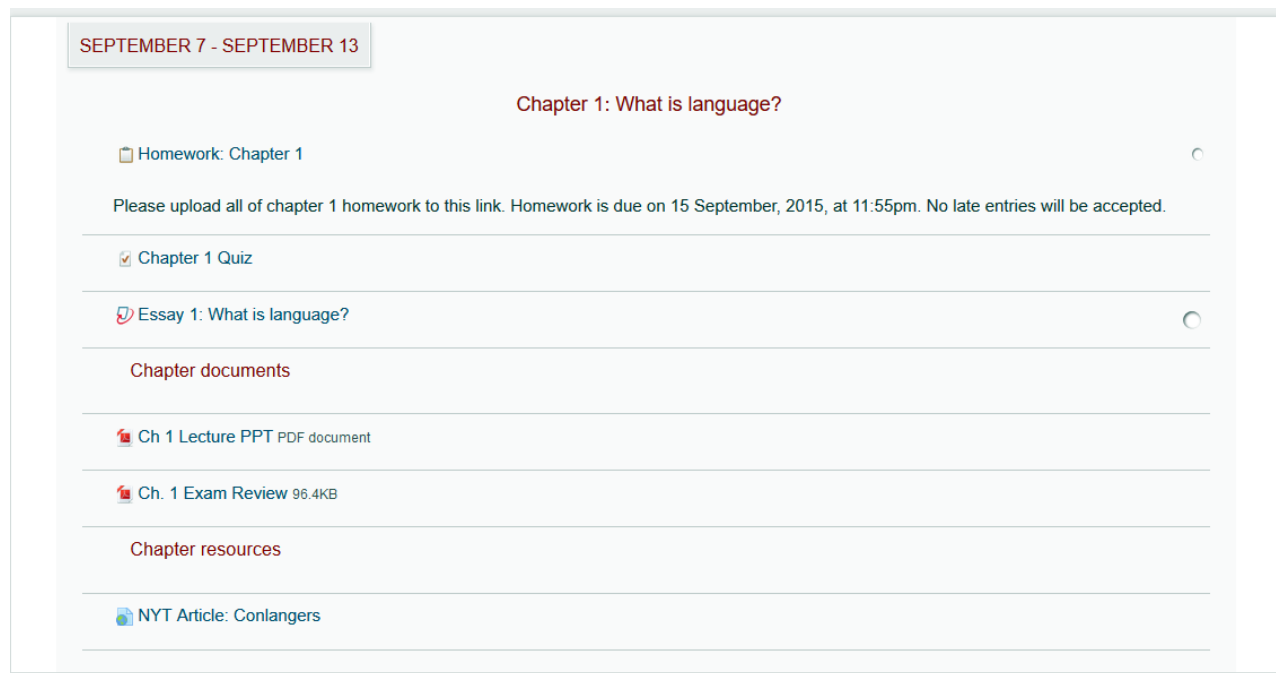 SEPTEMBER 7 - SEPTEMBER 13
Chapter 1: What is language?
Homework: Chapter 1
Please upload all of chapter 1 homework to this link. Homework is due on 15 September, 2015, at 11:55pm. No late entries will be accepted.
Chapter 1 Quiz
Essay 1: What is language?
Chapter documents
Ch 1 Lecture PPT PDF document
Ch. 1 Exam Review 96.4KB
Chapter resources
NYT Article: Conlangers